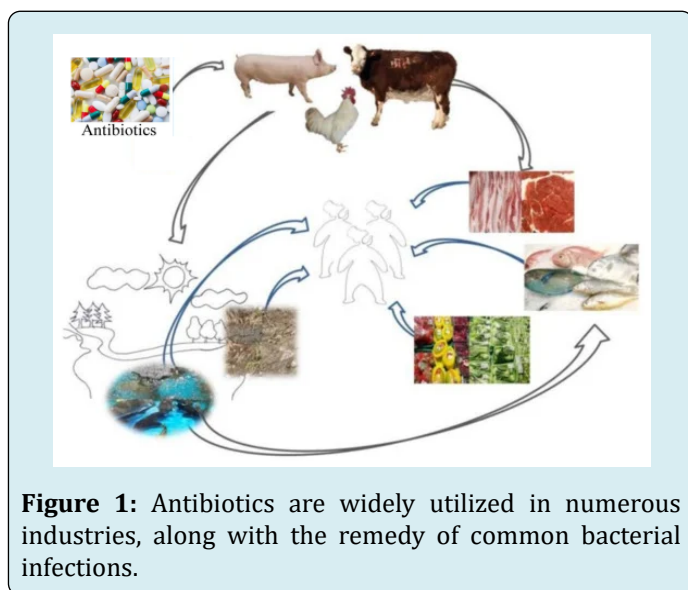 Antibiotics
Figure 1: Antibiotics are widely utilized in numerous
industries, along with the remedy of common bacterial
infections.